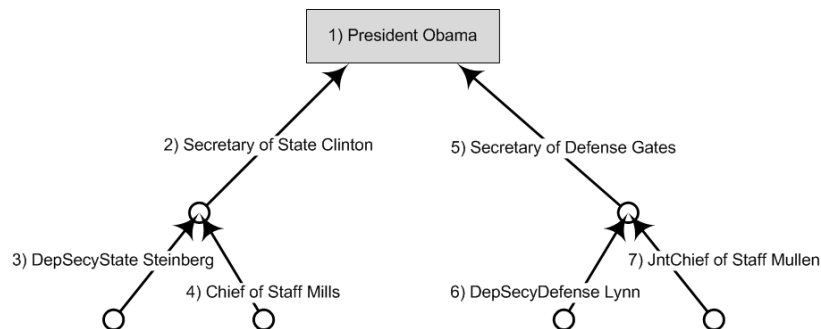 1) President Obama
2) Secretary of State Clinton
5) Secretary of Defense Gates
3) DepSecyState Steinberg
7) JntChief of Staff Mullen
4) Chief of Staff Mills
6) DepSecyDefense Lynn